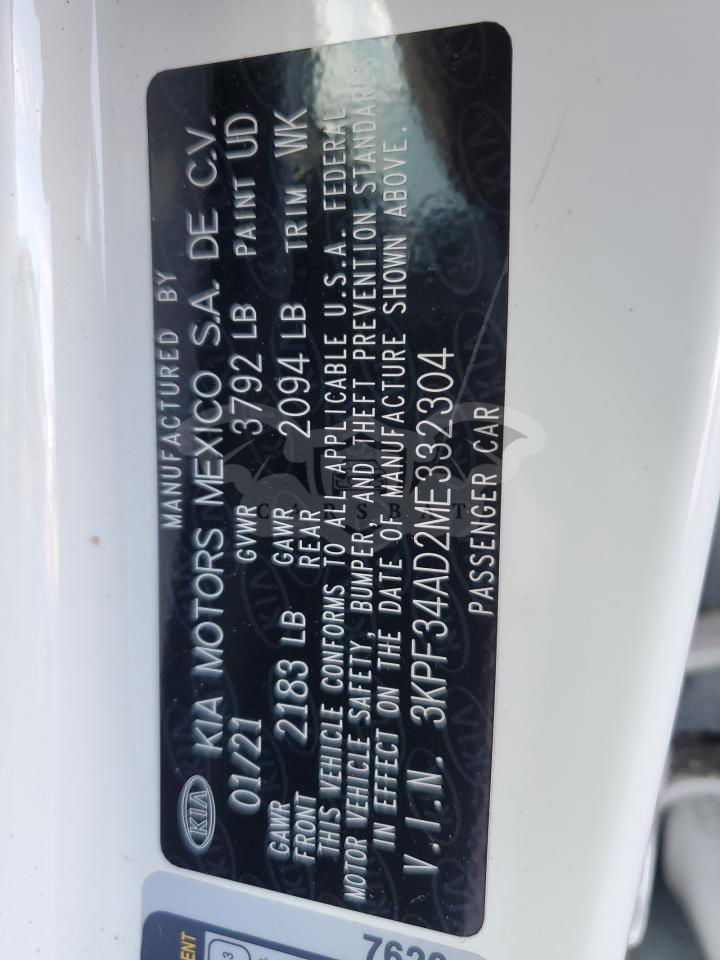 MANUFACTURED BY
KIA KIA MOTORS MEXICO S.A. DE C.V.
01/21 GVWR 3792 LB PAINT UD
GAWR FRONT 2183 LB GAWR REAR 2094 LB TRIM WK
THIS VEHICLE CONFORMS TO ALL APPLICABLE U.S.A. FEDERAL
MOTOR VEHICLE SAFETY, BUMPER, AND THEFT PREVENTION STANDARDS
IN EFFECT ON THE DATE OF MANUFACTURE SHOWN ABOVE.
V.I.N. 3KPF34AD2ME332304
PASSENGER CAR
CARSBAT